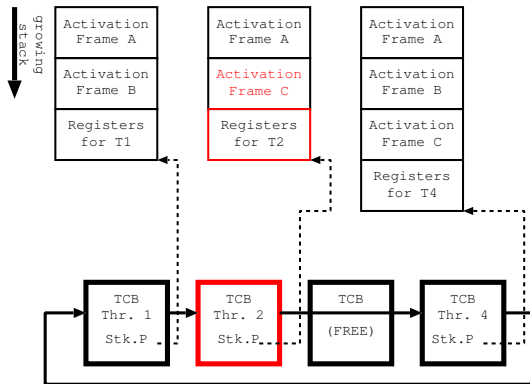 growing
stack
Activation
Frame A
Activation
Frame B
Registers
for T1
Activation
Frame A
Activation
Frame C
Registers
for T2
Activation
Frame A
Activation
Frame B
Activation
Frame C
Registers
for T4
TCB
Thr. 1
Stk.P
TCB
Thr. 2
Stk.P
TCB
(FREE)
TCB
Thr. 4
Stk.P